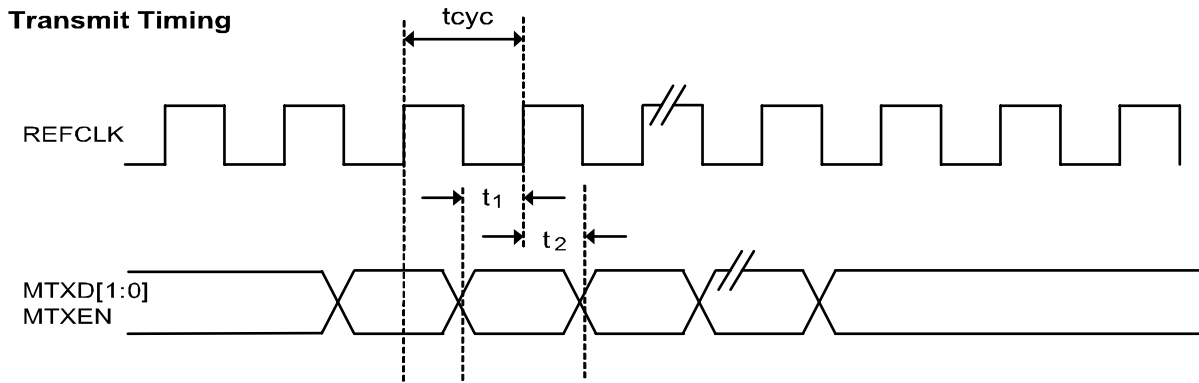 Transmit Timing
tcyc
REFCLK
t1
t2
MTXD[1:0]
MTXEN